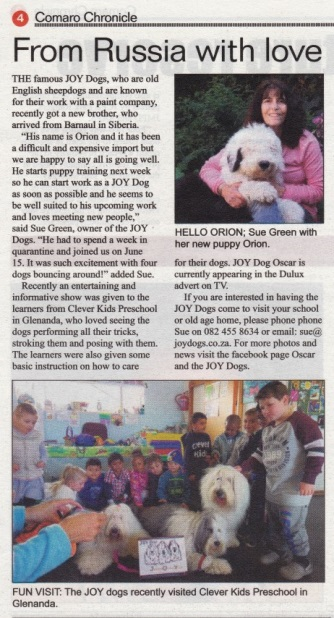 4 Comaro Chronicle
From Russia with love
THE famous JOY Dogs, who are old
English sheepdogs and are known
for their work with a paint company,
recently got a new brother, who
arrived from Barnaul in Siberia.
"His name is Orion and it has been
a difficult and expensive import but
we are happy to say all is going well.
He starts puppy training next week
so he can start work as a JOY Dog
as soon as possible and he seems to
be well suited to his upcoming work
and loves meeting new people,"
said Sue Green, owner of the JOY
Dogs. "He had to spend a week in
quarantine and joined us on June
15. It was such excitement with four
dogs bouncing around!" added Sue.
Recently an entertaining and
informative show was given to the
learners from Clever Kids Preschool
in Glenanda, who loved seeing the
dogs performing all their tricks,
stroking them and posing with them.
The learners were also given some
basic instruction on how to care
HELLO ORION; Sue Green with
her new puppy Orion.
for their dogs. JOY Dog Oscar is
currently appearing in the Dulux
advert on TV.
If you are interested in having the
JOY Dogs come to visit your school
or old age home, please phone phone
Sue on 082 455 8634 or email: sue@
joydogs.co.za. For more photos and
news visit the facebook page Oscar
and the JOY Dogs.
FUN VISIT: The JOY dogs recently visited Clever Kids Preschool in
Glenanda.